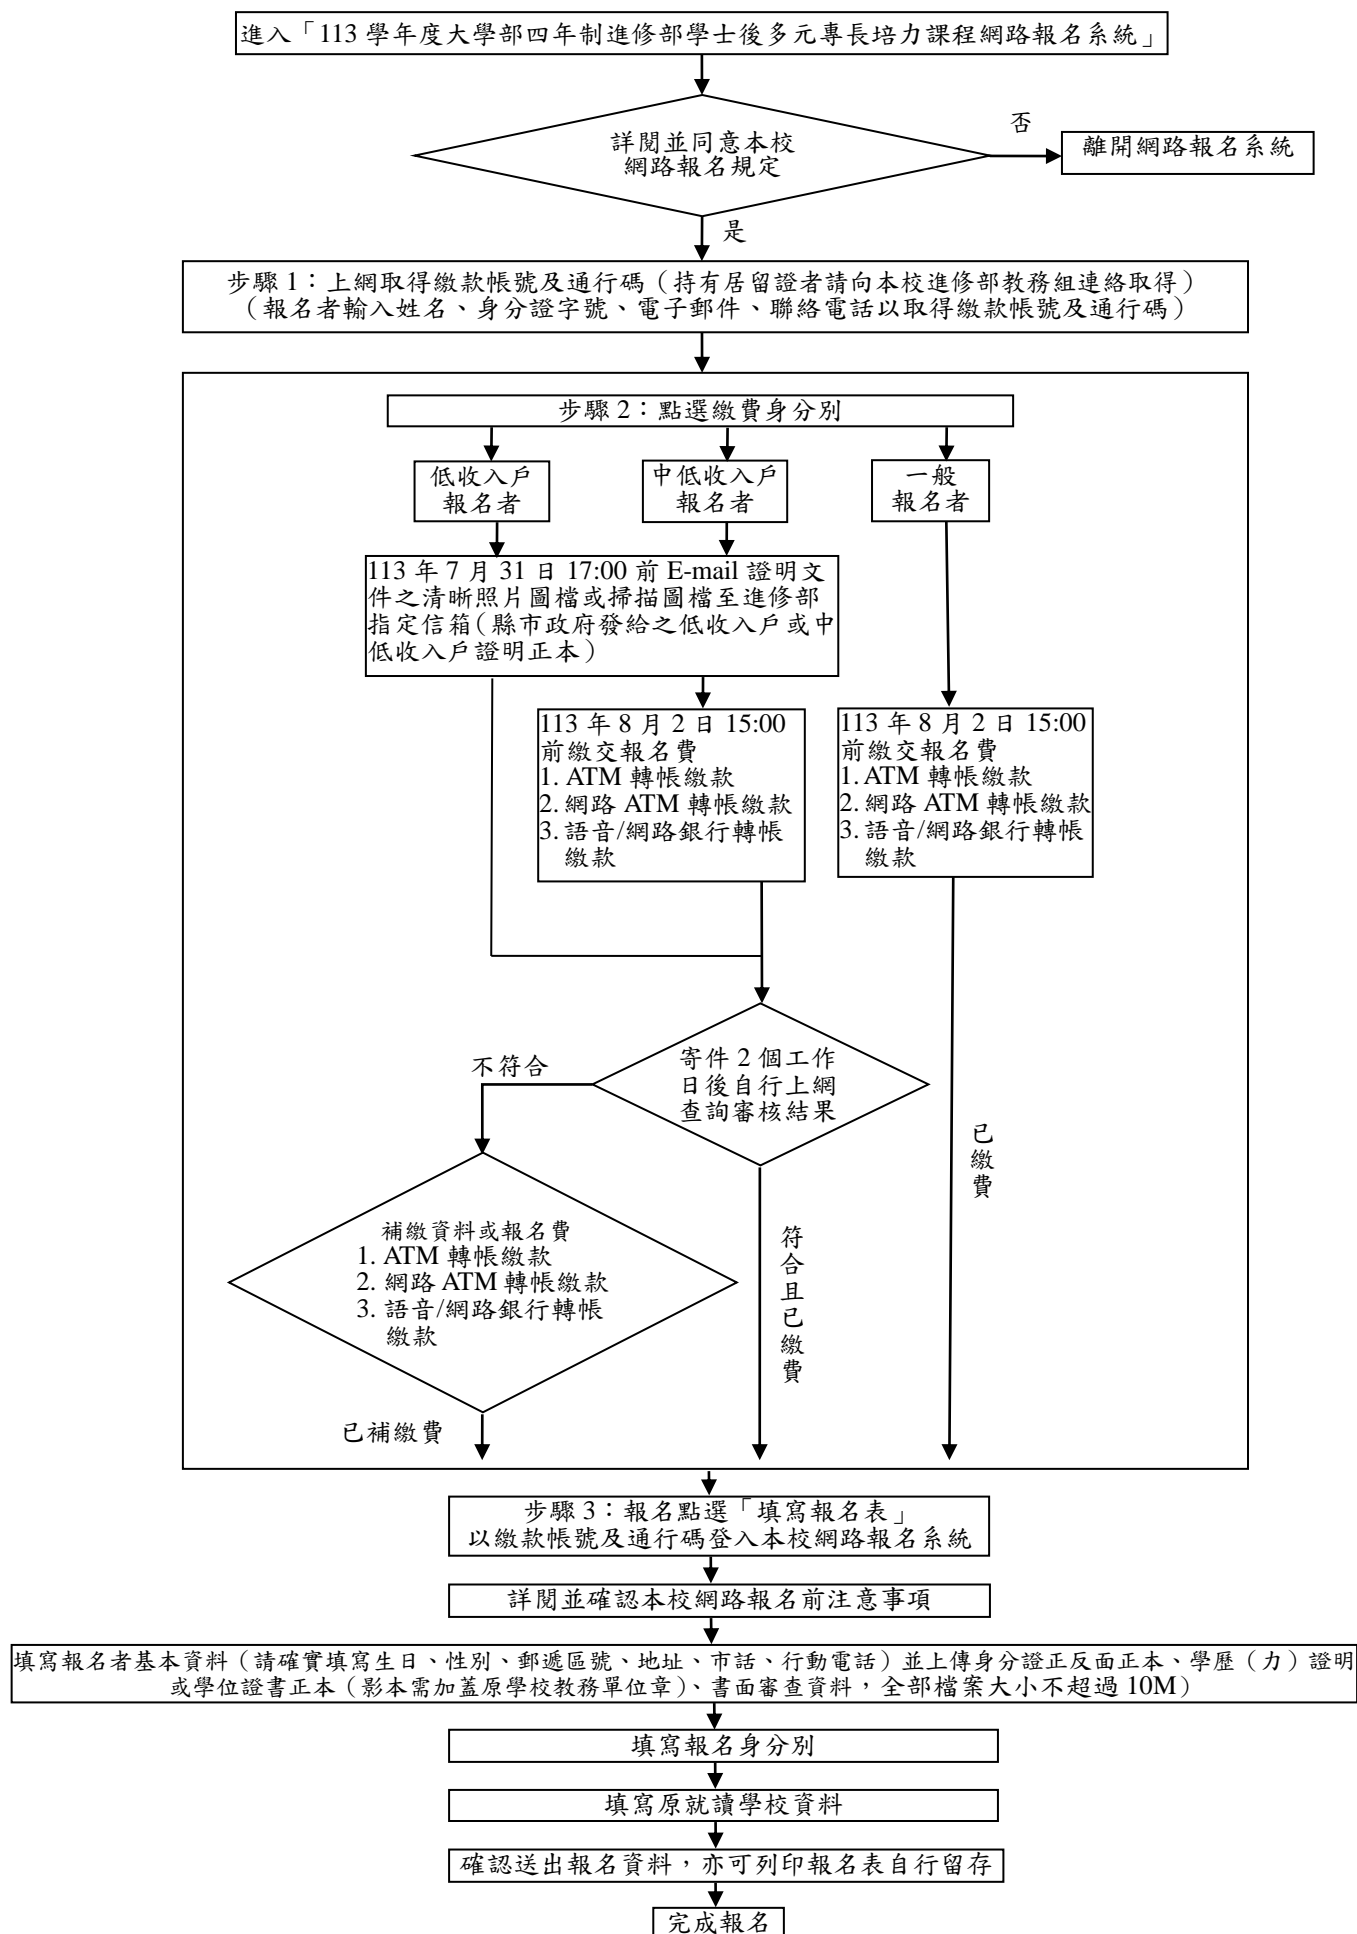 進入「113 學年度大學部四年制進修部學士後多元專長培力課程網路報名系統」
詳閱並同意本校
網路報名規定
否
離開網路報名系統
是
步驟 1：上網取得繳款帳號及通行碼（持有居留證者請向本校進修部教務組連絡取得）
（報名者輸入姓名、身分證字號、電子郵件、聯絡電話以取得繳款帳號及通行碼）
步驟 2：點選繳費身分別
低收入戶
報名者
中低收入戶
報名者
一般
報名者
113 年 7 月 31 日 17:00 前 E-mail 證明文
件之清晰照片圖檔或掃描圖檔至進修部
指定信箱（縣市政府發給之低收入戶或中
低收入戶證明正本）
113 年 8 月 2 日 15:00
前繳交報名費
1. ATM 轉帳繳款
2. 網路 ATM 轉帳繳款
3. 語音/網路銀行轉帳
繳款
113 年 8 月 2 日 15:00
前繳交報名費
1. ATM 轉帳繳款
2. 網路 ATM 轉帳繳款
3. 語音/網路銀行轉帳
繳款
寄件 2 個工作
日後自行上網
查詢審核結果
不符合
已繳費
補繳資料或報名費
1. ATM 轉帳繳款
2. 網路 ATM 轉帳繳款
3. 語音/網路銀行轉帳
繳款
符合且已繳費
已補繳費
步驟 3：報名點選「填寫報名表」
以繳款帳號及通行碼登入本校網路報名系統
詳閱並確認本校網路報名前注意事項
填寫報名者基本資料（請確實填寫生日、性別、郵遞區號、地址、市話、行動電話）並上傳身分證正反面正本、學歷（力）證明
或學位證書正本（影本需加蓋原學校教務單位章）、書面審查資料，全部檔案大小不超過 10M）
填寫報名身分別
填寫原就讀學校資料
確認送出報名資料，亦可列印報名表自行留存
完成報名